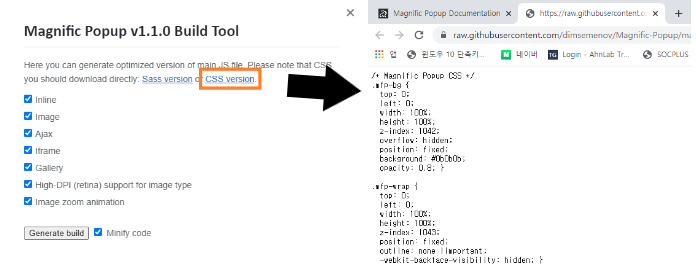 Magnific Popup v1.1.0 Build Tool
Here you can generate optimized version of main JS file. Please note that CSS
you should download directly: Sass version or CSS version.
Inline
Image
Ajax
Iframe
Gallery
High-DPI (retina) support for image type
Image zoom animation
Generate build
Minify code
Magnific Popup Documentation
https://raw.githubusercontent.co
raw.githubusercontent.com/dimsemenov/Magnific-Popup/ma
앱
윈도우 10 단축키...
네이버
Login - AhnLab Tr...
SOCPLUS
/* Magnific Popup CSS */
.mfp-bg {
top: 0;
left: 0;
width: 100%;
height: 100%;
z-index: 1042;
overflow: hidden;
position: fixed;
background: #0b0b0b;
opacity: 0.8; }
.mfp-wrap {
top: 0;
left: 0;
width: 100%;
height: 100%;
z-index: 1043;
position: fixed;
outline: none !important;
-webkit-backface-visibility: hidden; }